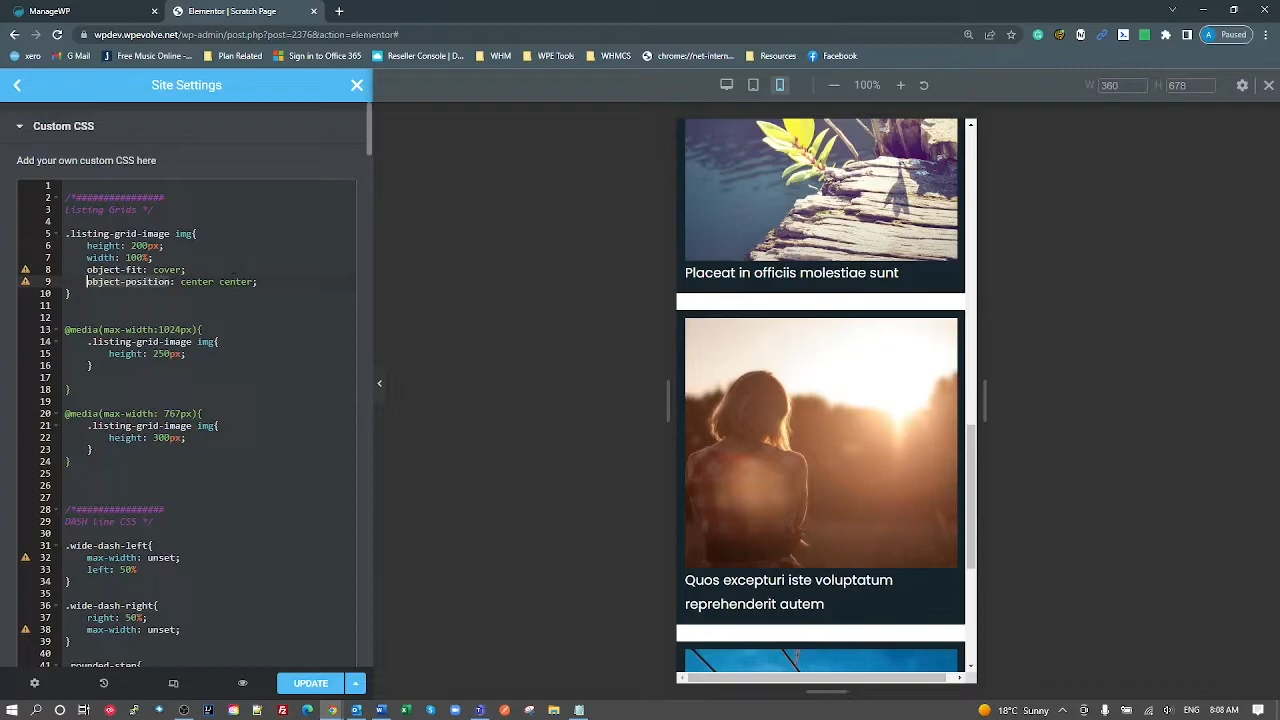 ManageWP
Elementor | Scratch Page
wpdevwpedvelv.net/wp-admin/post.php?post=2376&action=elementor#
A Paused
xero
G Mail
Free Music Online -...
Plan Related
Sign in to Office 365
Reseller Console | D...
WHM
WPE Tools
WHMCS
chrome://net-intern...
Resources
Facebook
Site Settings
100%
W 360
H 678
Custom CSS
Add your own custom CSS here
1
2 /*################
3 Listing Grids */
4
5 .listing-grid-image img{
6 height: 200px;
7 width: 100%;
8 object-fit: cover;
9 object-position: center center;
10 }
11
12
13 @media(max-width:1024px){
14 .listing-grid-image img{
15 height: 250px;
16 }
17
18 }
19
20 @media(max-width: 767px){
21 .listing-grid-image img{
22 height: 300px;
23 }
24 }
25
26
27
28 /*################
29 DASH line CSS */
30
31 .wide-dash-left{
32 max-width: unset;
33 left: 50%
34 }
35
36 .wide-dash-right{
37 right: 50%;
38 max-width: unset;
39 }
40
UPDATE
Placeat in officiis molestiae sunt
Quos excepturi iste voluptatum
reprehenderit autem
18°C Sunny
ENG
8:08 AM